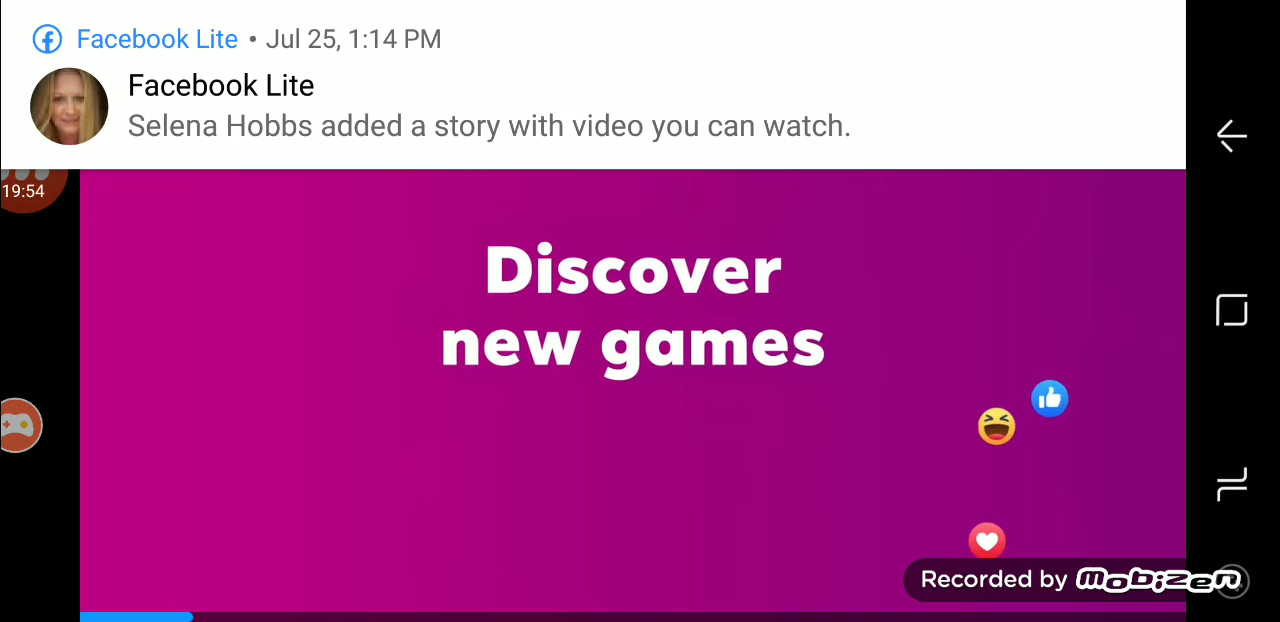 Facebook Lite • Jul 25, 1:14 PM
Facebook Lite
Selena Hobbs added a story with video you can watch.
19:54
Discover
new games
Recorded by mobizen